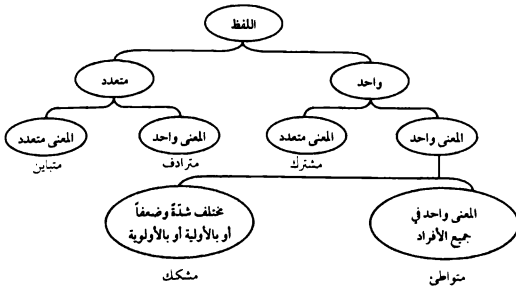 اللفظ
واحد
متعدد
المعنى واحد
المعنى متعدد
المعنى واحد
المعنى متعدد
مشترك
مترادف
متباين
المعنى واحد في
جميع الأفراد
مختلف شدّةً وضعفاً
أو بالأولية أو بالأولوية
متواطئ
مشكك